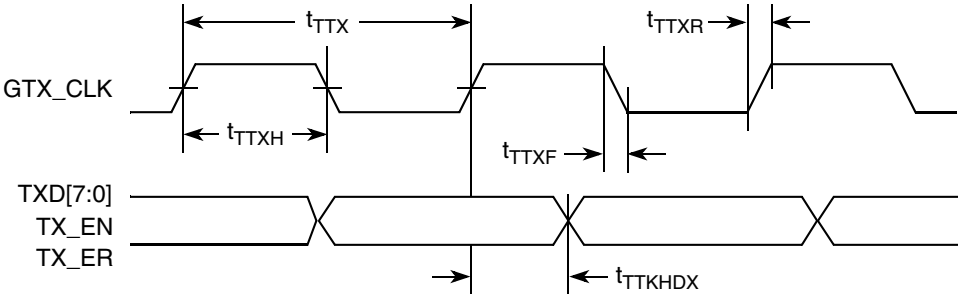 tTTX
tTTXR
GTX_CLK
tTTXH
tTTXF
TXD[7:0]
TX_EN
TX_ER
tTTKHDX